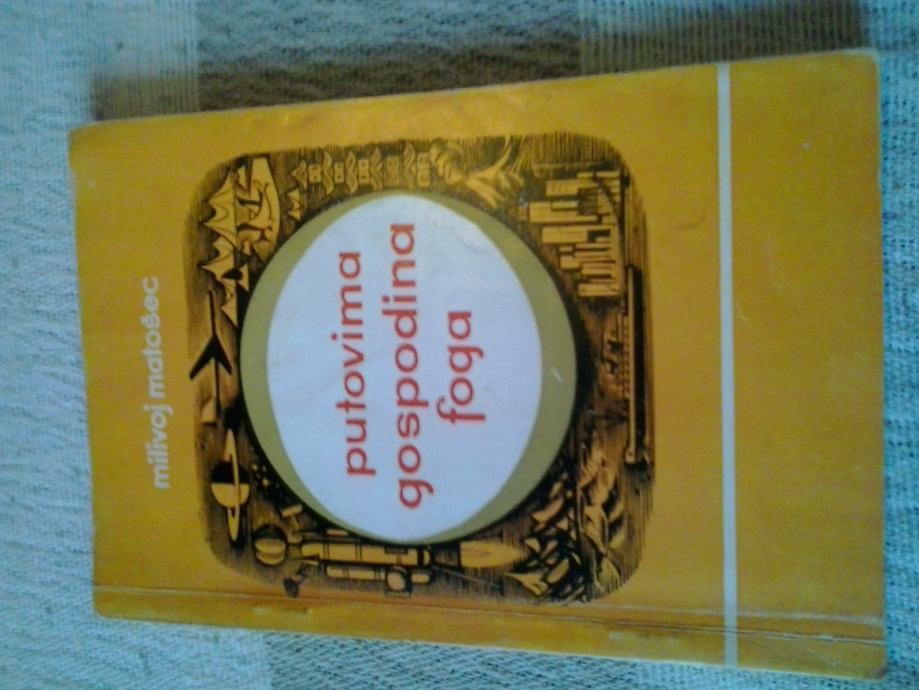 milivoj matošec
putovima
gospodina
foga